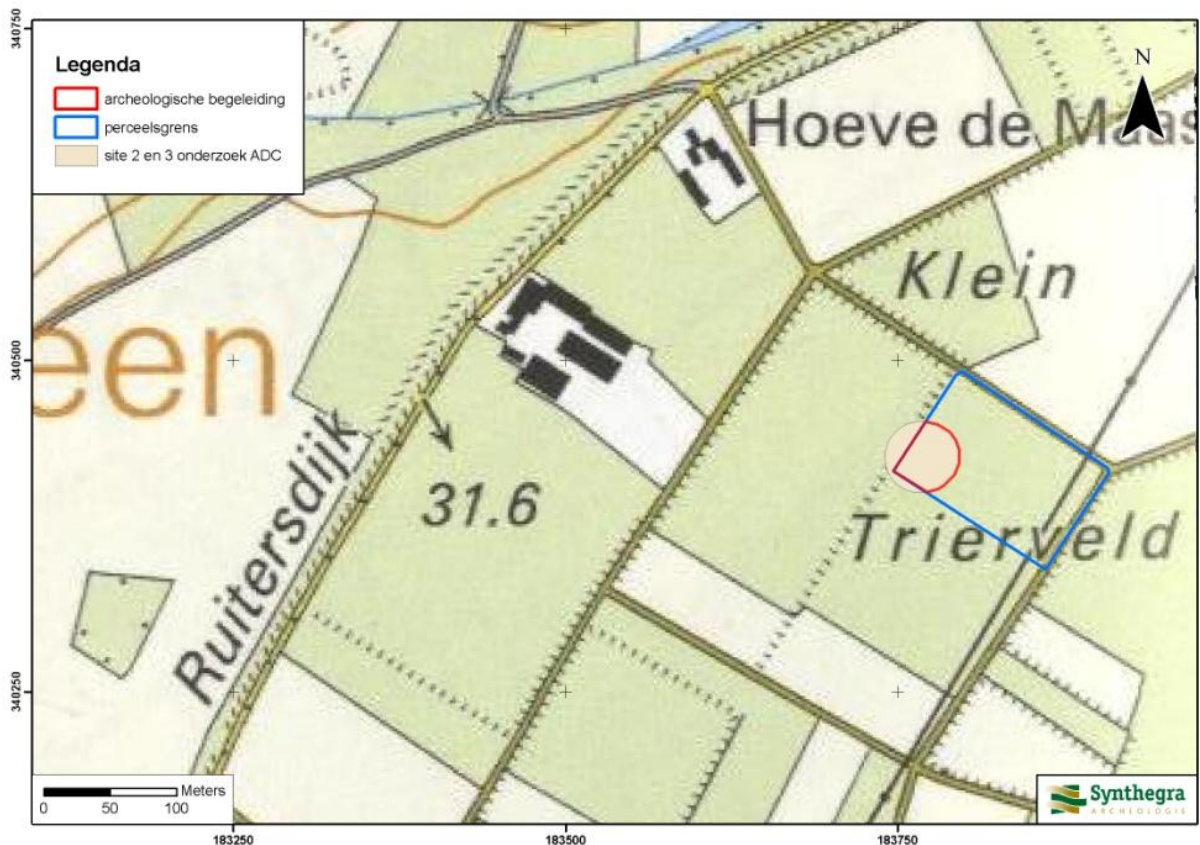 Legenda
archeologische begeleiding
perceelsgrens
site 2 en 3 onderzoek ADC
N
Hoeve de Maas
Klein
een
Ruitersdijk
31.6
Trierveld
340750
340500
340250
Meters
0 50 100
Synthegra
ARCHEOLOGIE
183250
183500
183750